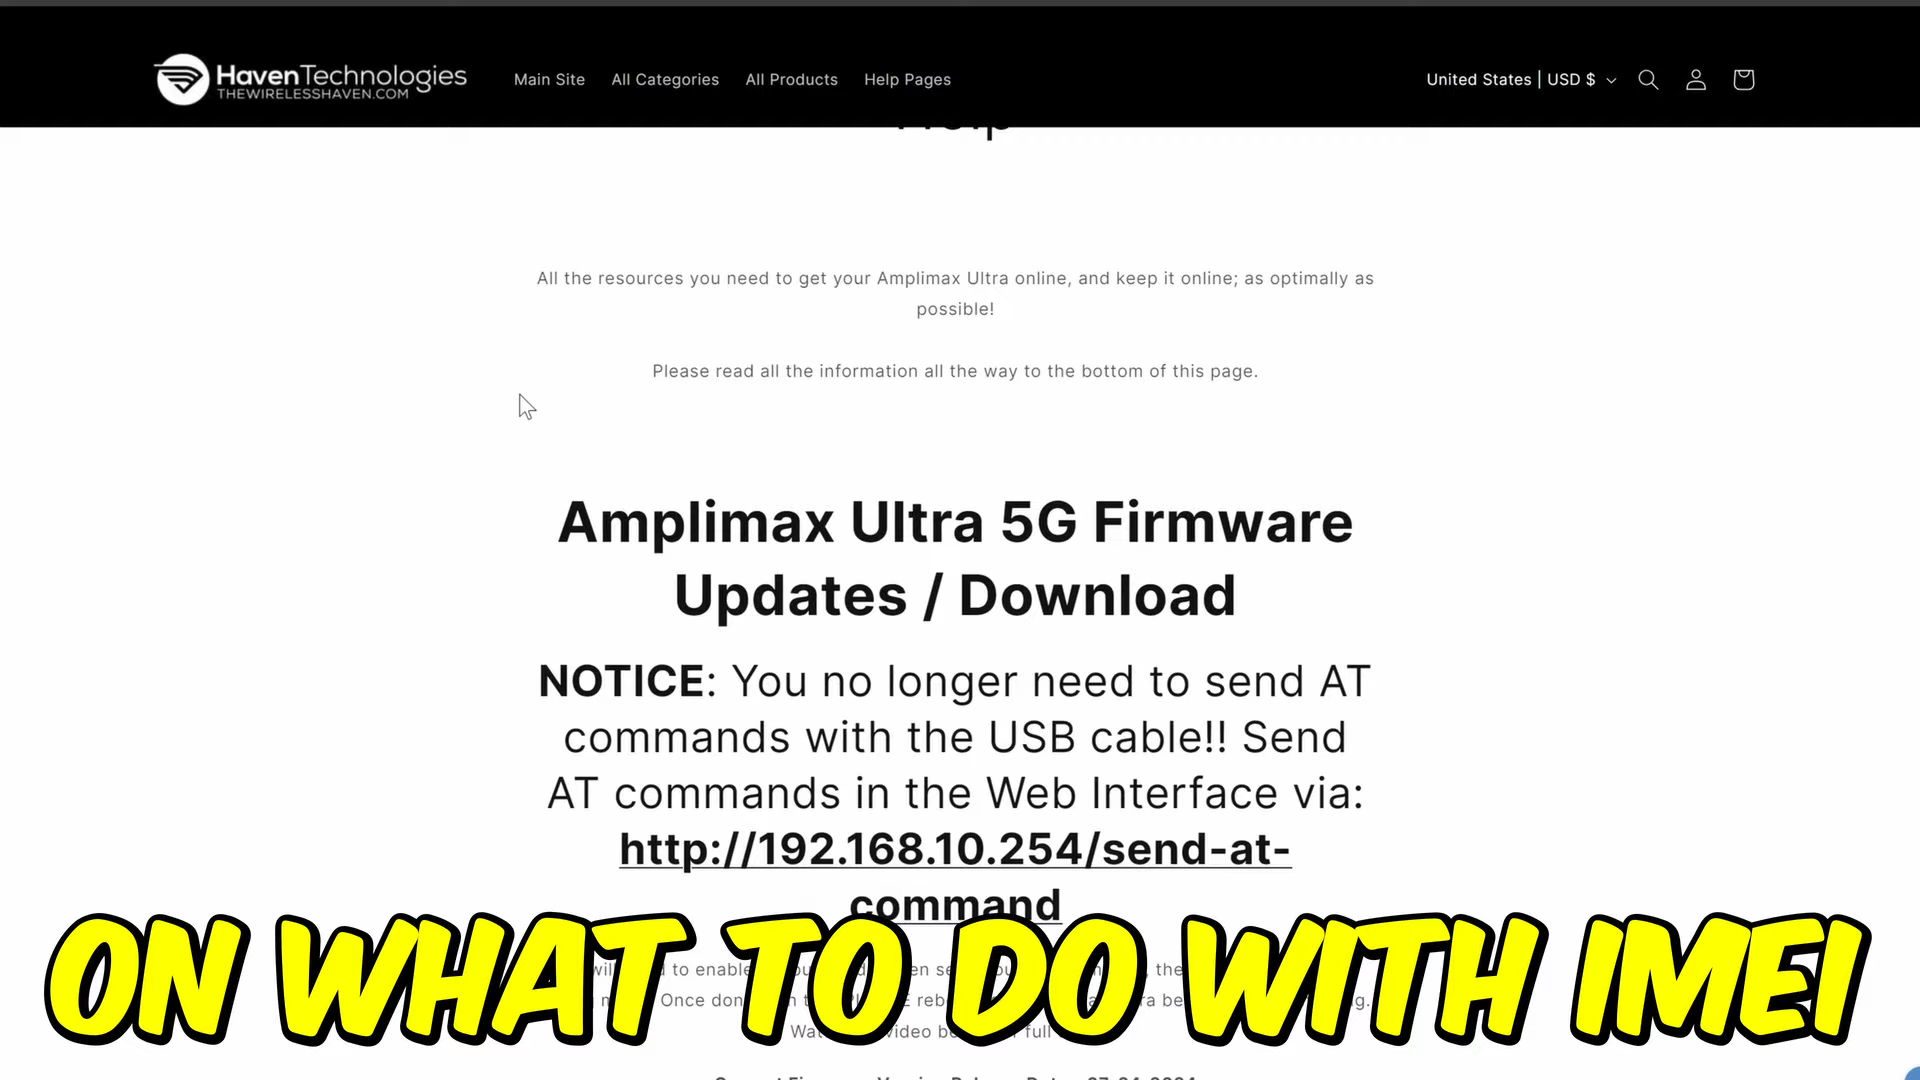 HavenTechnologies
THEWIRELESSHAVEN.COM
Main Site All Categories All Products Help Pages United States | USD $
Help
All the resources you need to get your Amplimax Ultra online, and keep it online; as optimally as
possible!
Please read all the information all the way to the bottom of this page.
Amplimax Ultra 5G Firmware
Updates / Download
NOTICE: You no longer need to send AT
commands with the USB cable!! Send
AT commands in the Web Interface via:
http://192.168.10.254/send-at-
command
to enable
Once
ON WHAT TO DO WITH IMEI